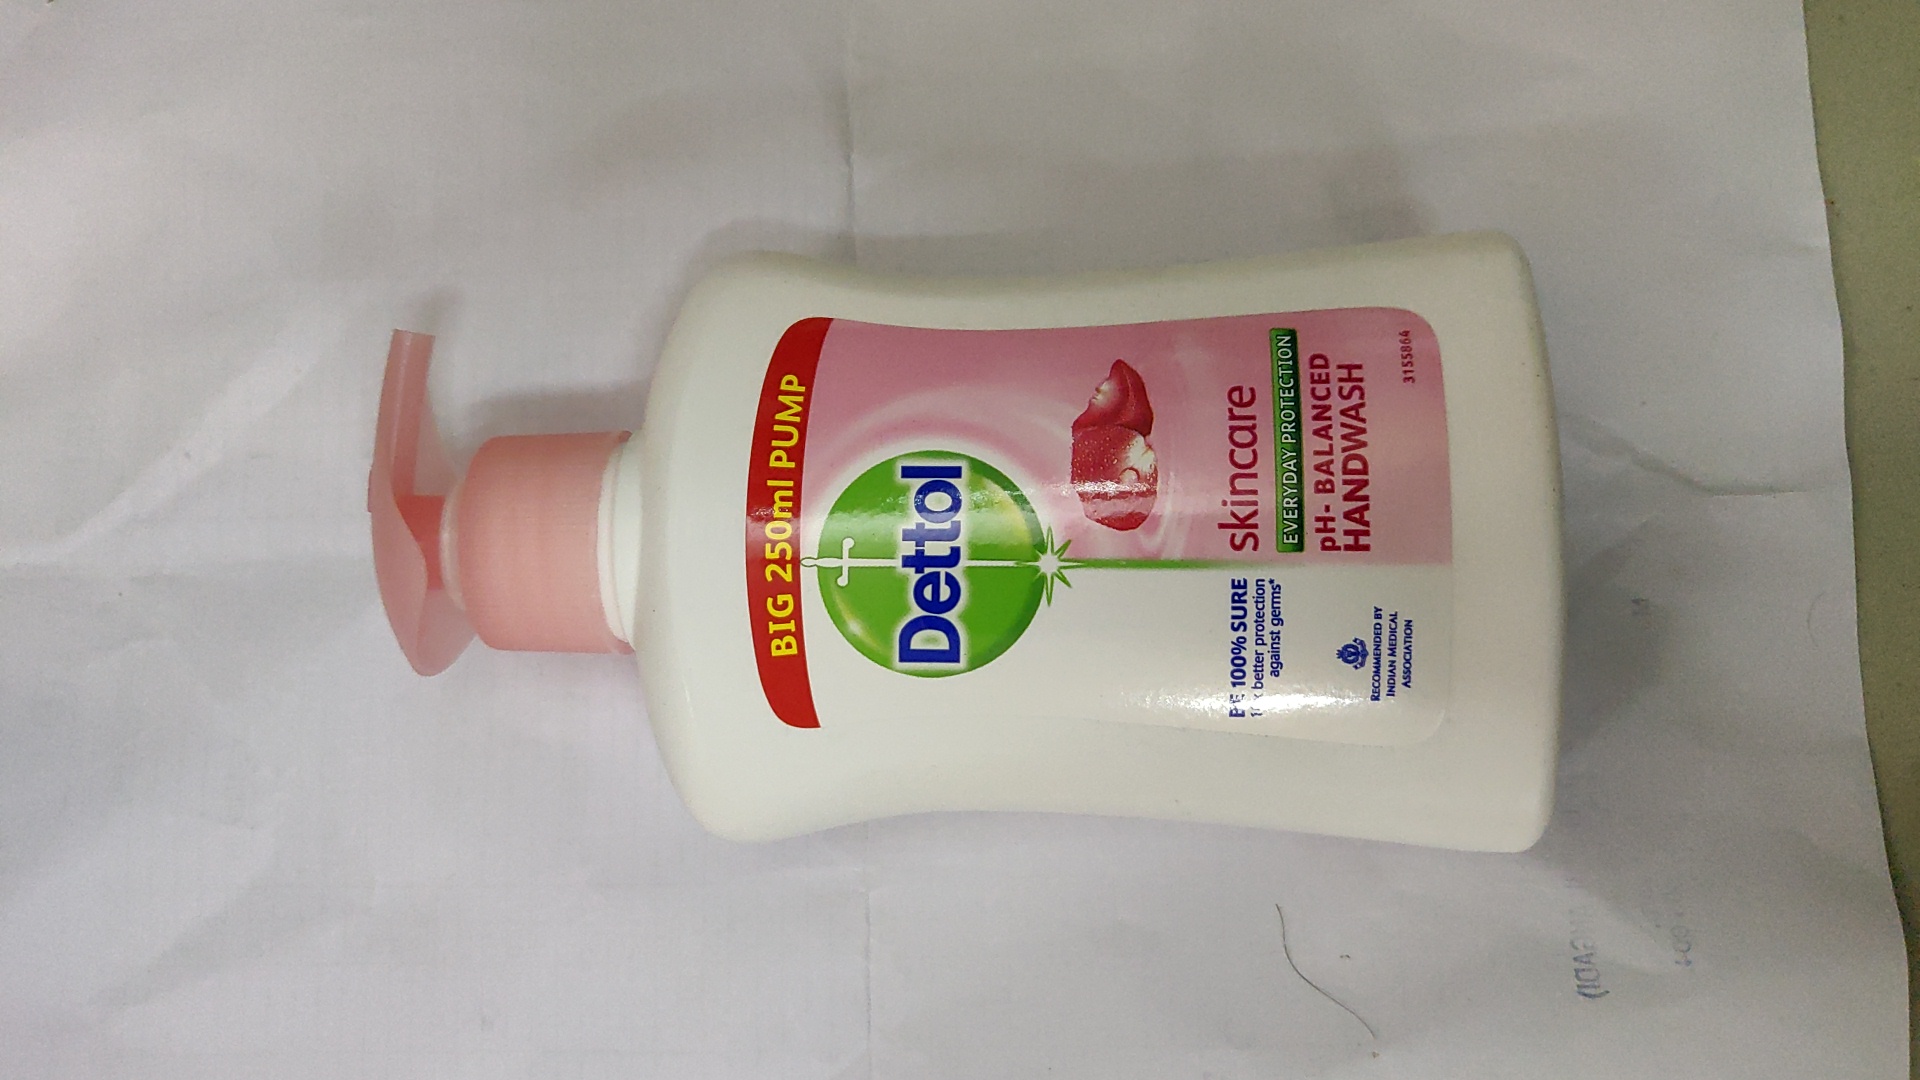 BIG 250ml PUMP
Dettol
BE 100% SURE
10x better protection
against germs*
RECOMMENDED BY
INDIAN MEDICAL
ASSOCIATION
skincare
EVERYDAY PROTECTION
pH- BALANCED
HANDWASH
3155864